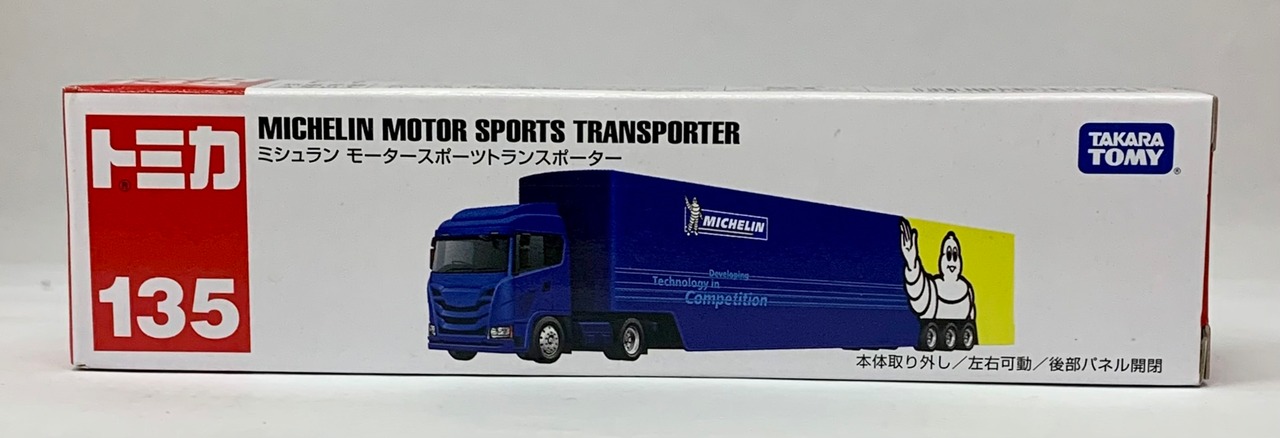 トミカ
®
135
MICHELIN MOTOR SPORTS TRANSPORTER
ミシュラン モータースポーツトランスポーター
TAKARA
TOMY
®
MICHELIN
Developing
Technology in
Competition
本体取り外し／左右可動／後部パネル開閉